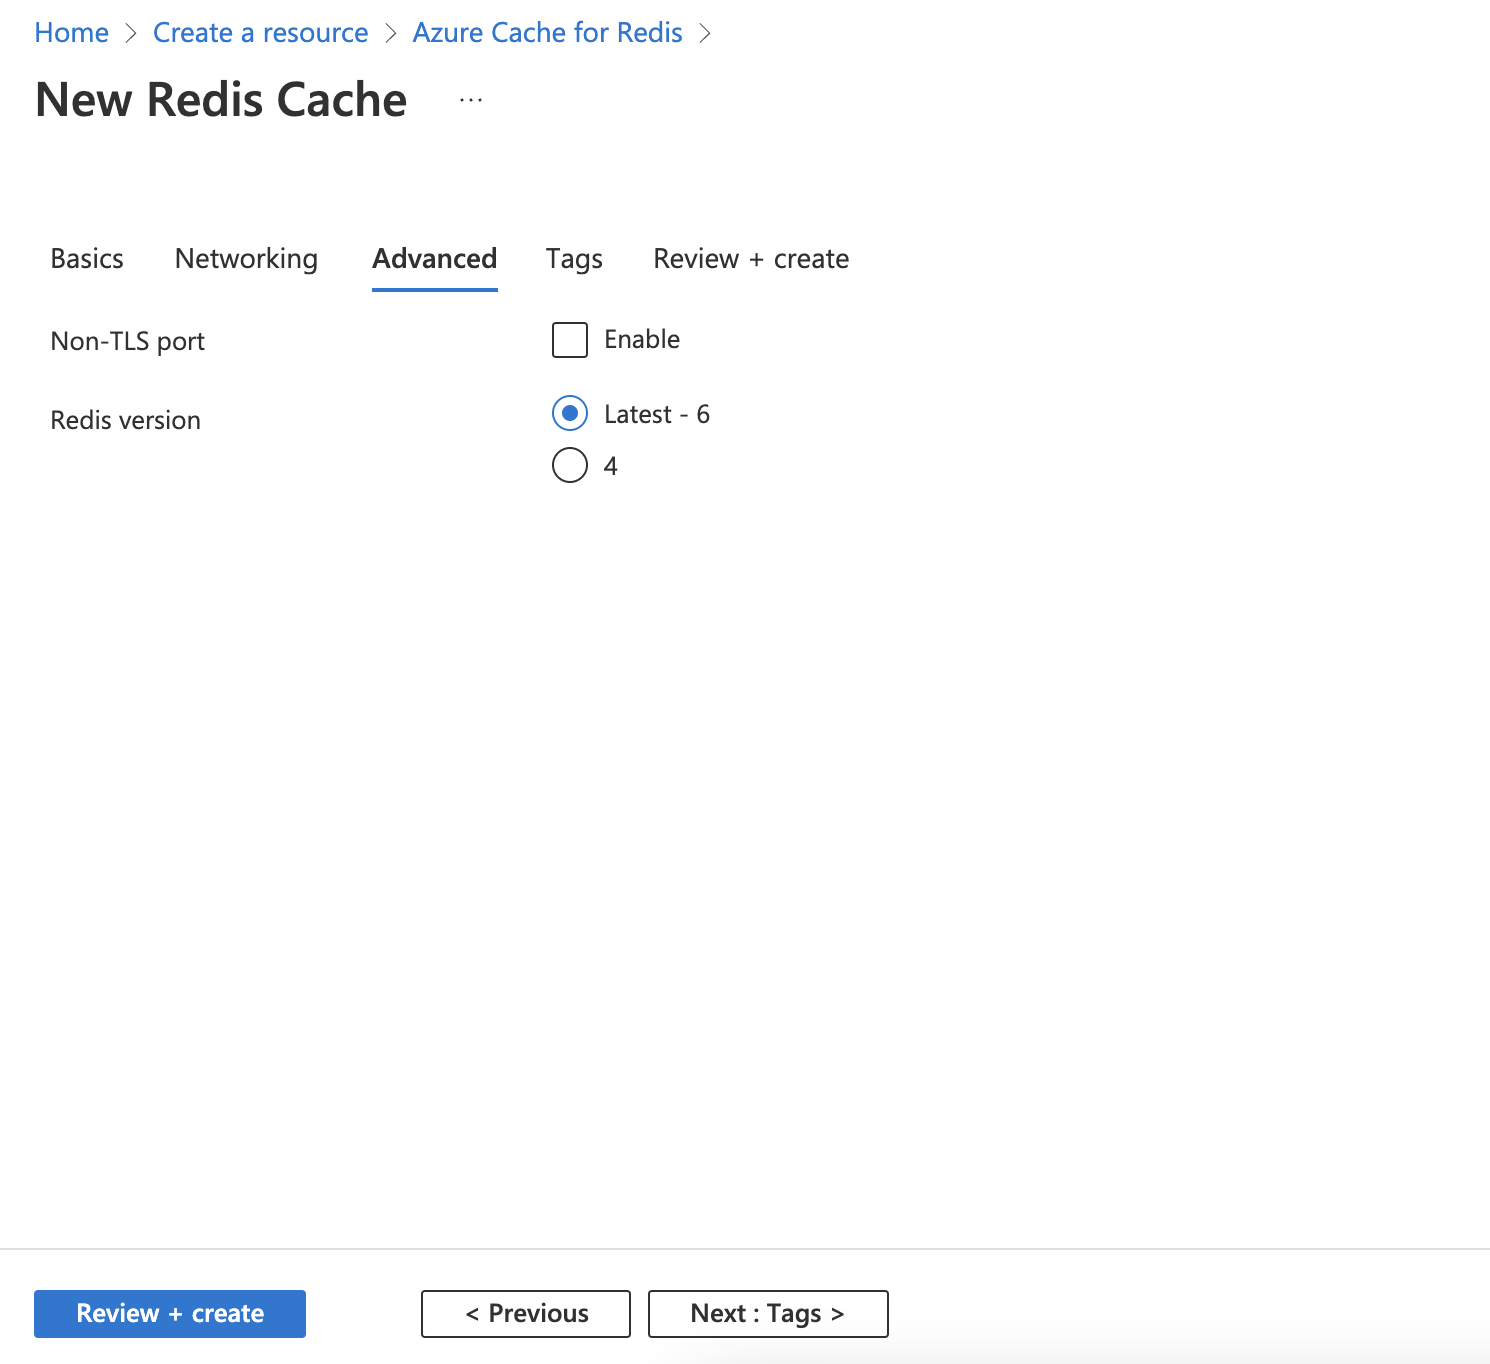 Home > Create a resource > Azure Cache for Redis >
New Redis Cache ...
Basics Networking Advanced Tags Review + create
Non-TLS port Enable
Redis version Latest - 6
4
Review + create < Previous Next : Tags >